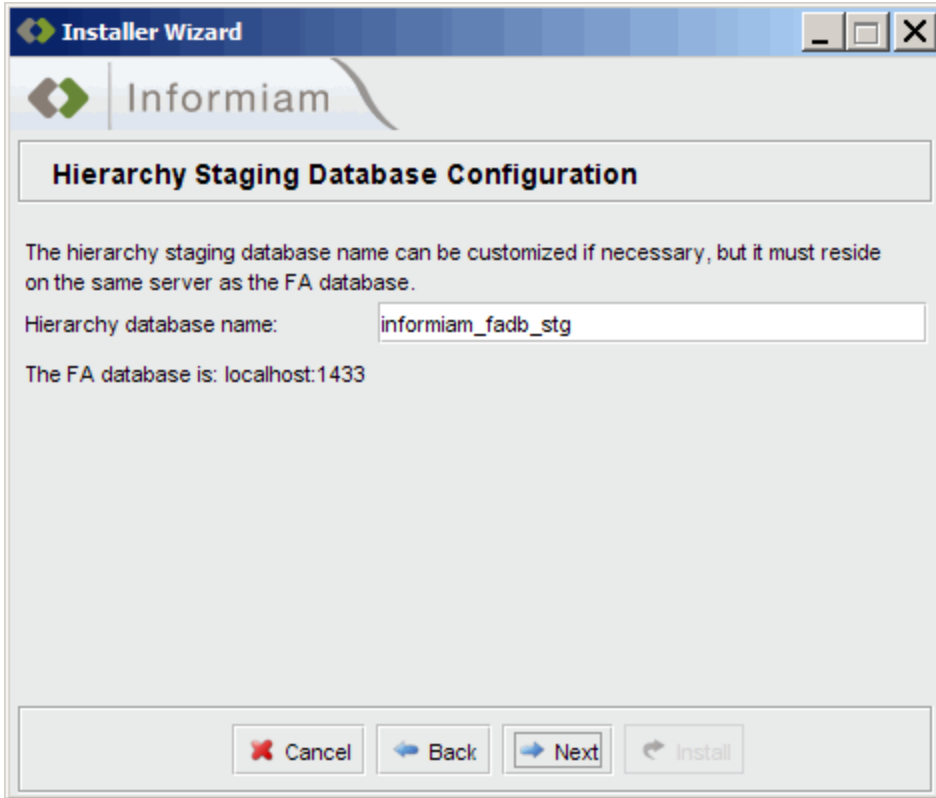 Installer Wizard
Informiam
Hierarchy Staging Database Configuration
The hierarchy staging database name can be customized if necessary, but it must reside
on the same server as the FA database.
Hierarchy database name: informiam_fadb_stg
The FA database is: localhost:1433
Cancel Back Next Install